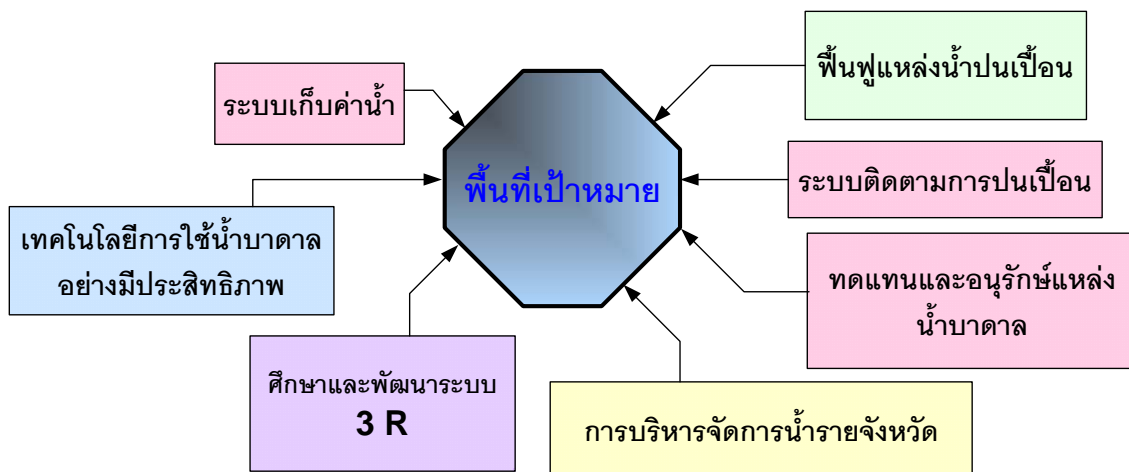 ฟื้นฟูแหล่งน้ำปนเปื้อน
ระบบเก็บค่าน้ำ
พื้นที่เป้าหมาย
ระบบติดตามการปนเปื้อน
เทคโนโลยีการใช้น้ำบาดาล
อย่างมีประสิทธิภาพ
ทดแทนและอนุรักษ์แหล่ง
น้ำบาดาล
ศึกษาและพัฒนาระบบ
3 R
การบริหารจัดการน้ำรายจังหวัด